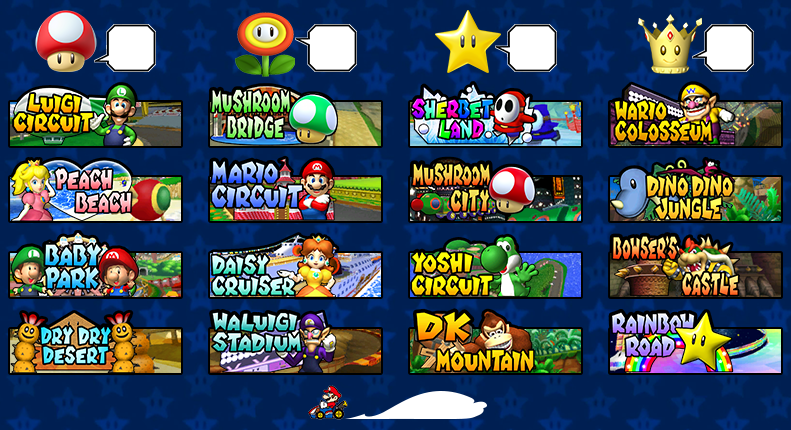 LUIGI
CIRCUIT
MUSHROOM
BRIDGE
SHERBET
LAND
WARIO
COLOSSEUM
PEACH
BEACH
MARIO
CIRCUIT
MUSHROOM
CITY
DINO DINO
JUNGLE
BABY
PARK
DAISY
CRUISER
YOSHI
CIRCUIT
BOWSER'S
CASTLE
DRY DRY
DESERT
WALUIGI
STADIUM
DK
MOUNTAIN
RAINBOW
ROAD